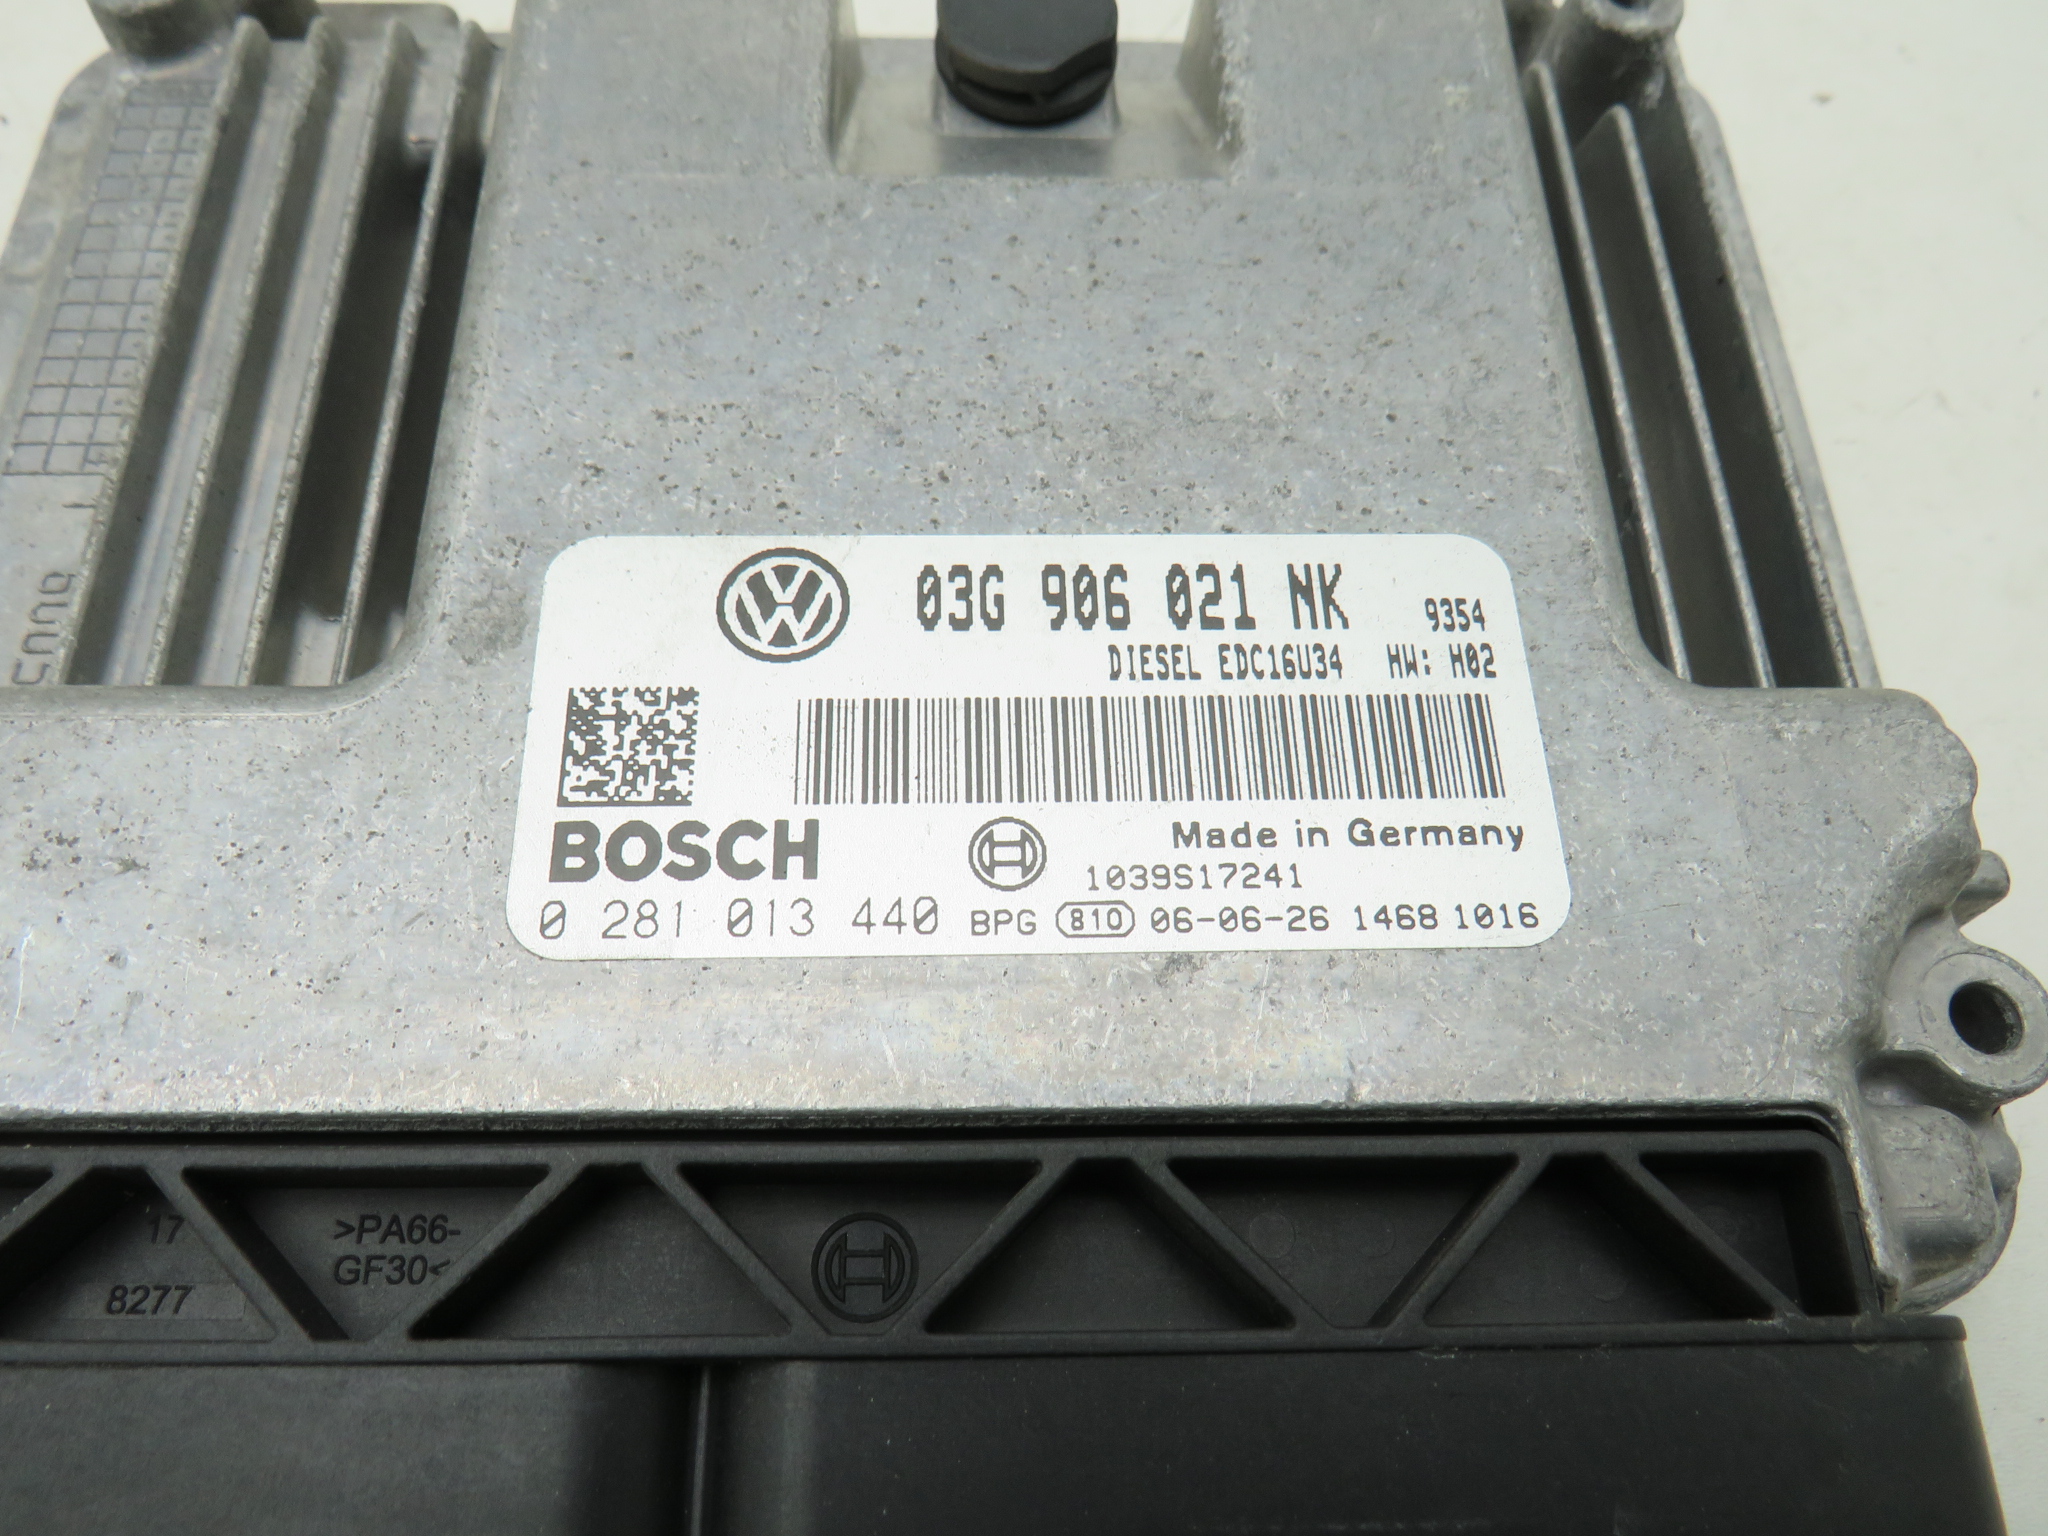 03G 906 021 NK 9354
DIESEL EDC16U34 HW: H02
BOSCH
Made in Germany
1039S17241
0 281 013 440 BPG 810 06-06-26 1468 1016
17
>PA66-
GF30<
8277